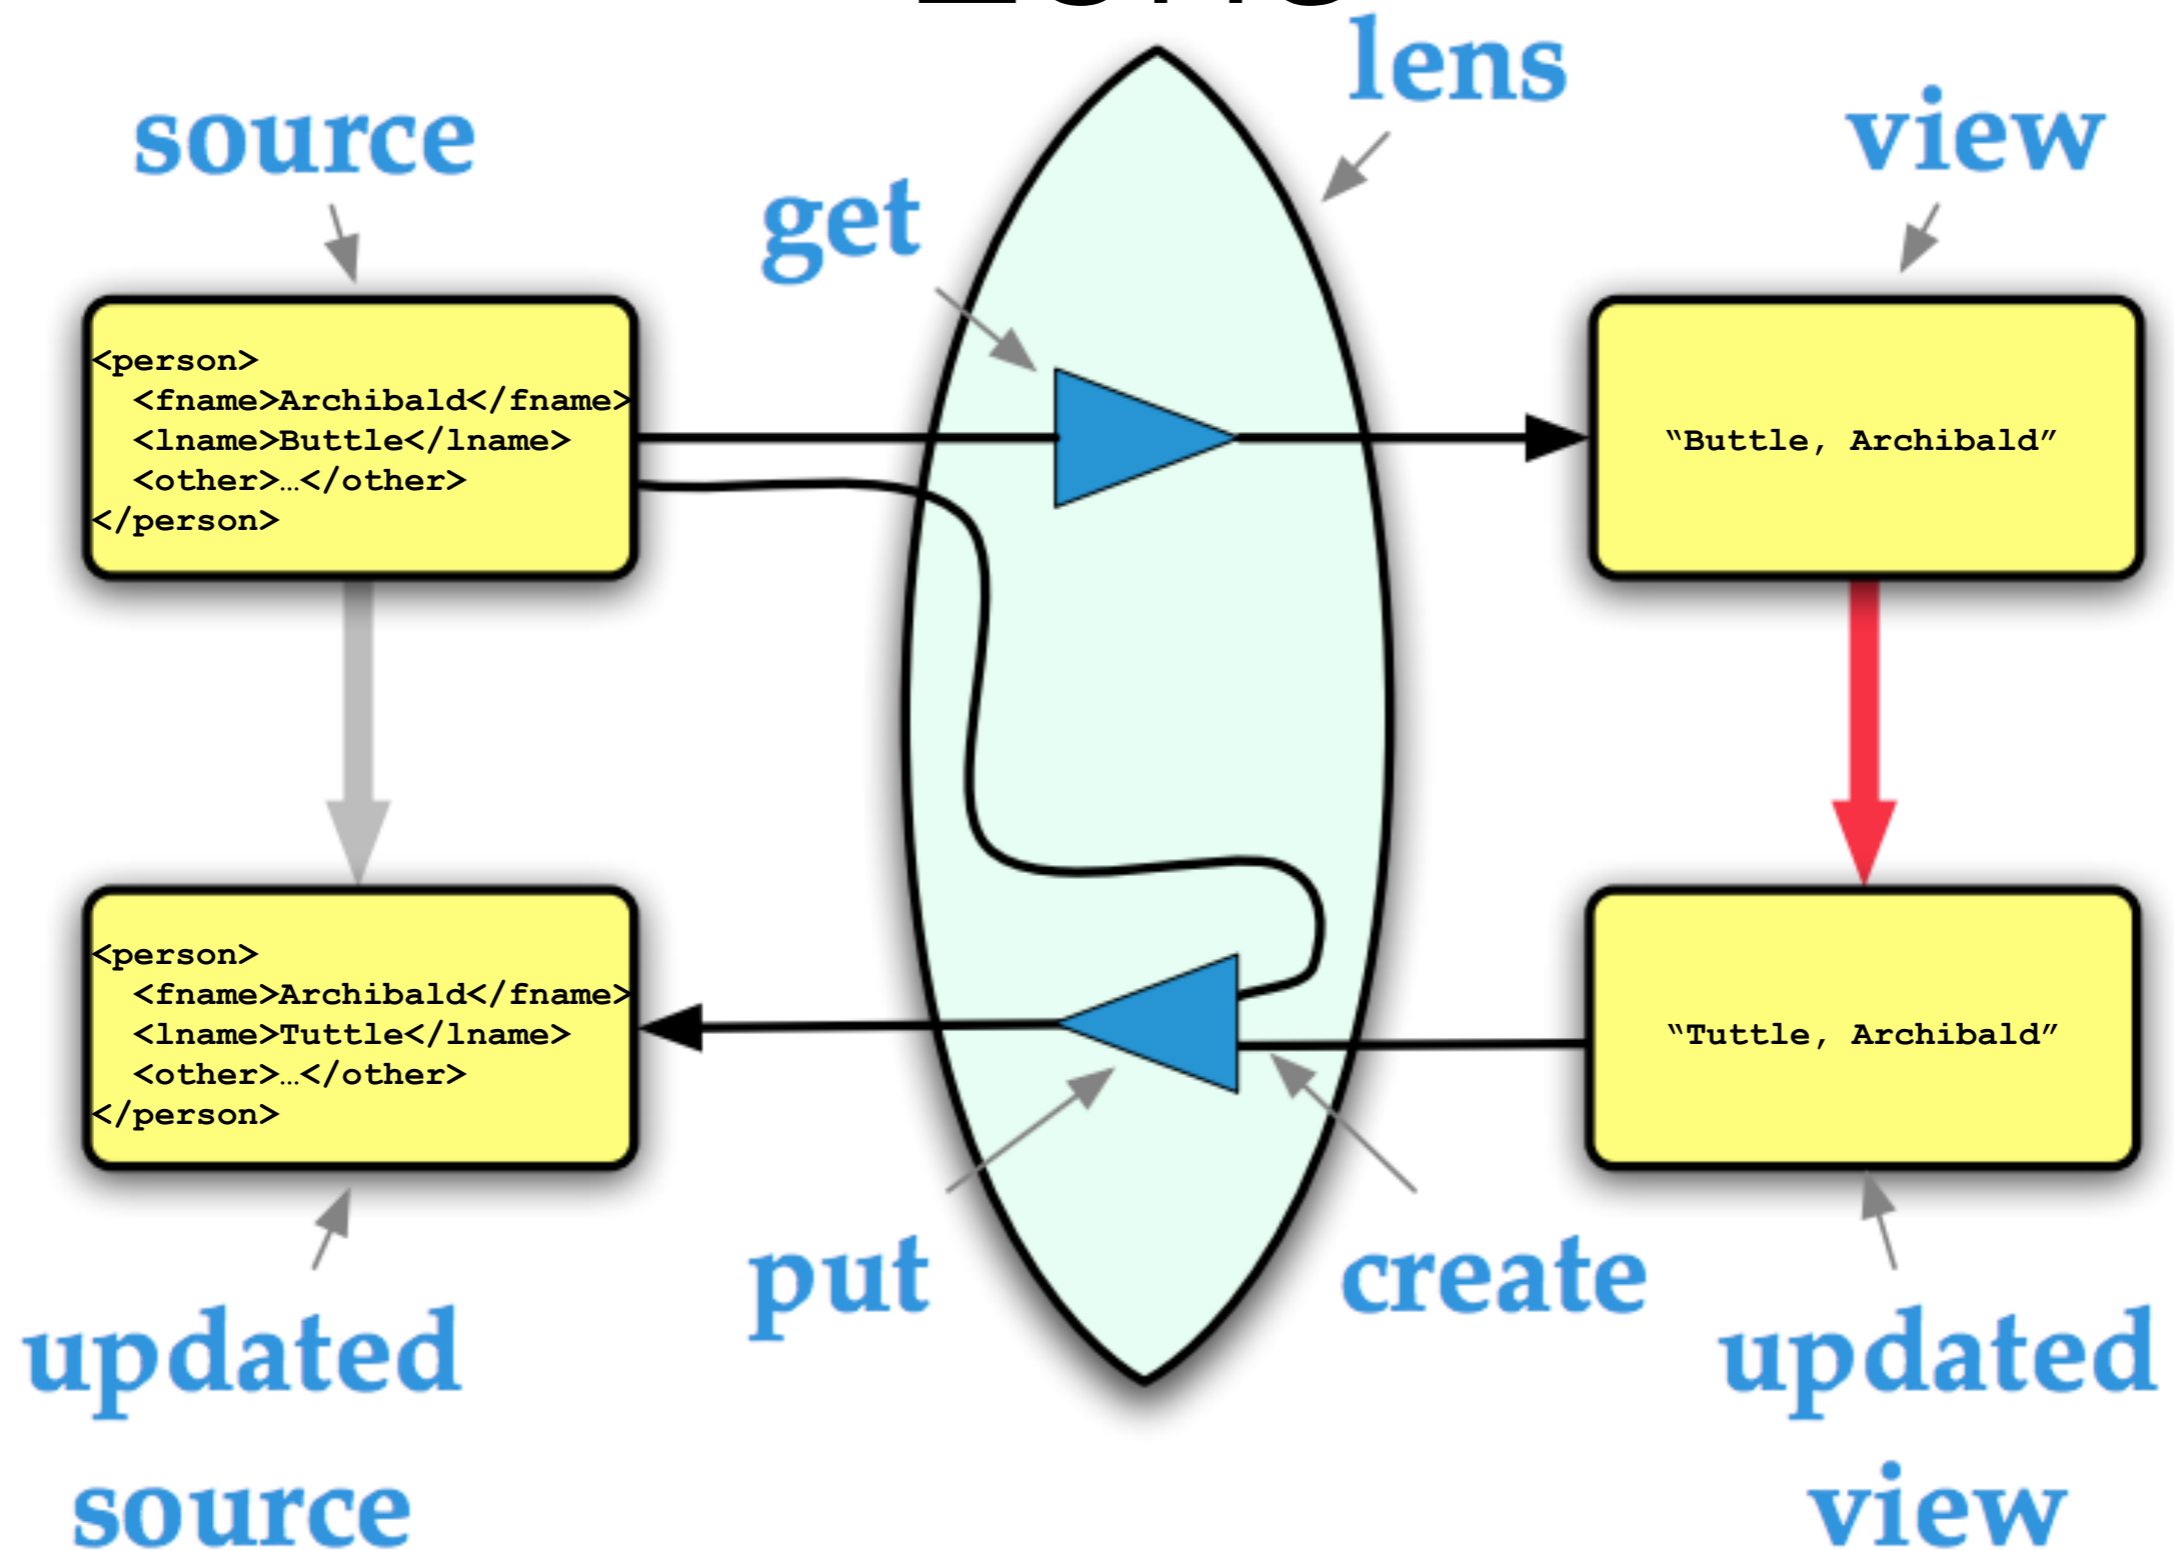 lens
source
view
get
<person>
  <fname>Archibald</fname>
  <lname>Buttle</lname>
  <other>…</other>
</person>
“Buttle, Archibald”
<person>
  <fname>Archibald</fname>
  <lname>Tuttle</lname>
  <other>…</other>
</person>
“Tuttle, Archibald”
put
create
updated
source
updated
view